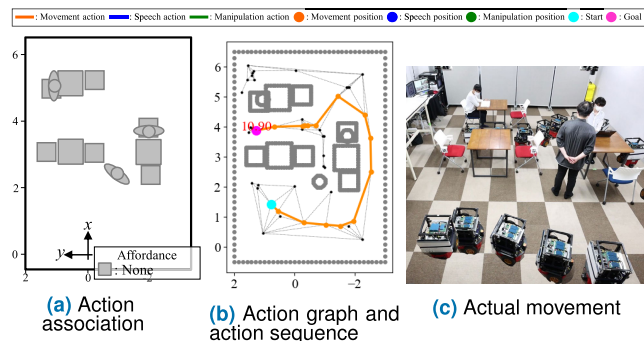 : Movement action : Speech action : Manipulation action : Movement position : Speech position : Manipulation position : Start : Goal
6
4
2
0
2
0
x
y
Affordance
: None
6
5
4
3
2
1
0
2
0
−2
19.90
(a) Action
association
(b) Action graph and
action sequence
(c) Actual movement